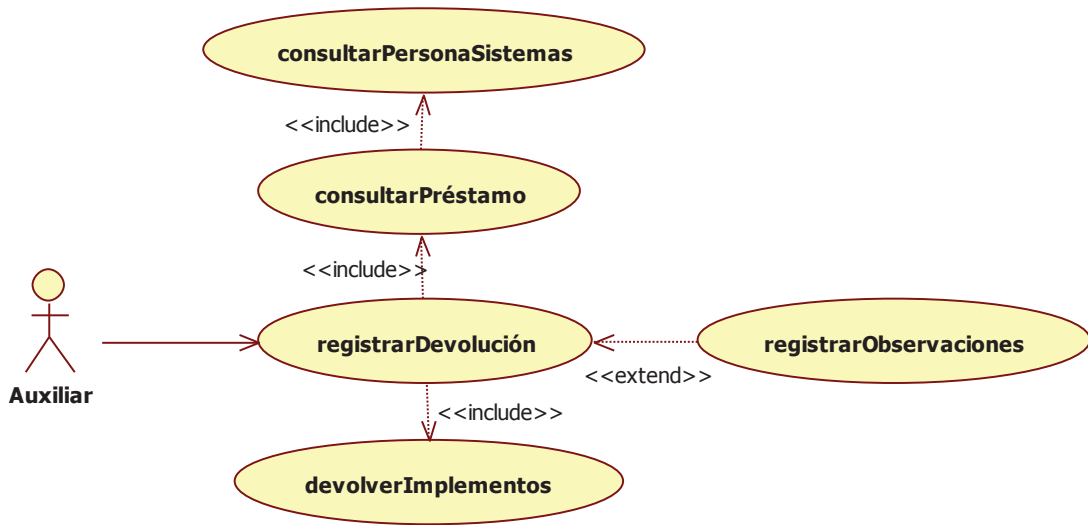 consultarPersonaSistemas
<<include>>
consultarPréstamo
<<include>>
registrarDevolución
registrarObservaciones
<<extend>>
Auxiliar
<<include>>
devolverImplementos